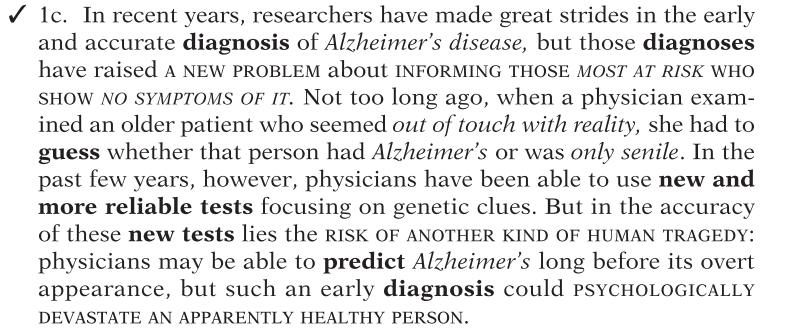 ✓ 1c. In recent years, researchers have made great strides in the early
and accurate diagnosis of Alzheimer's disease, but those diagnoses
have raised A NEW PROBLEM about INFORMING THOSE MOST AT RISK WHO
SHOW NO SYMPTOMS OF IT. Not too long ago, when a physician exam-
ined an older patient who seemed out of touch with reality, she had to
guess whether that person had Alzheimer's or was only senile. In the
past few years, however, physicians have been able to use new and
more reliable tests focusing on genetic clues. But in the accuracy
of these new tests lies the RISK OF ANOTHER KIND OF HUMAN TRAGEDY:
physicians may be able to predict Alzheimer's long before its overt
appearance, but such an early diagnosis could PSYCHOLOGICALLY
DEVASTATE AN APPARENTLY HEALTHY PERSON.